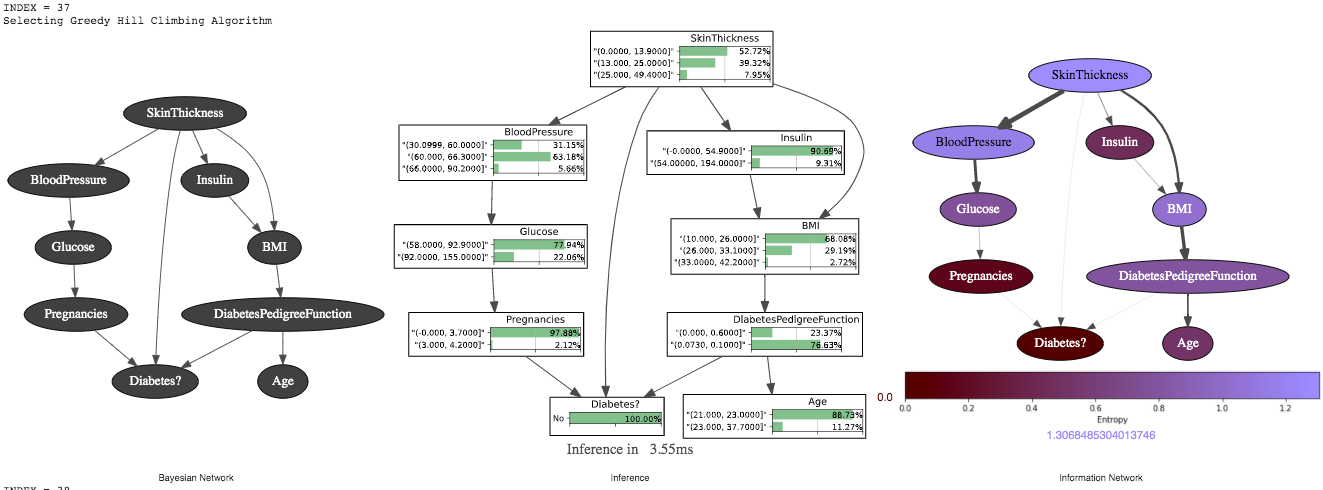 INDEX = 37
Selecting Greedy Hill Climbing Algorithm
SkinThickness
BloodPressure
Insulin
Glucose
BMI
Pregnancies
DiabetesPedigreeFunction
Diabetes?
Age
Bayesian Network
SkinThickness
"(0.0000, 13.9000]" 52.72%
"(13.000, 25.0000]" 39.32%
"(25.000, 49.4000]" 7.95%
BloodPressure
"(30.0999, 60.0000]" 31.15%
"(60.000, 66.3000]" 63.18%
"(66.0000, 90.2000]" 5.66%
Insulin
"(-0.0000, 54.9000]" 90.69%
"(54.00000, 194.0000]" 9.31%
Glucose
"(58.0000, 92.9000]" 77.94%
"(92.0000, 155.0000]" 22.06%
BMI
"(10.000, 26.0000]" 68.08%
"(26.000, 33.1000]" 29.19%
"(33.0000, 42.2000]" 2.72%
Pregnancies
"(-0.000, 3.7000]" 97.88%
"(3.000, 4.2000]" 2.12%
DiabetesPedigreeFunction
"(0.000, 0.6000]" 23.37%
"(0.0730, 0.1000]" 76.63%
Diabetes?
No 100.00%
Age
"(21.000, 23.0000]" 88.73%
"(23.000, 37.7000]" 11.27%
Inference in 3.55ms
Inference
SkinThickness
BloodPressure
Insulin
Glucose
BMI
Pregnancies
DiabetesPedigreeFunction
Diabetes?
Age
0.0
0.0 0.2 0.4 0.6 0.8 1.0 1.2
Entropy
1.3068485304013746
Information Network